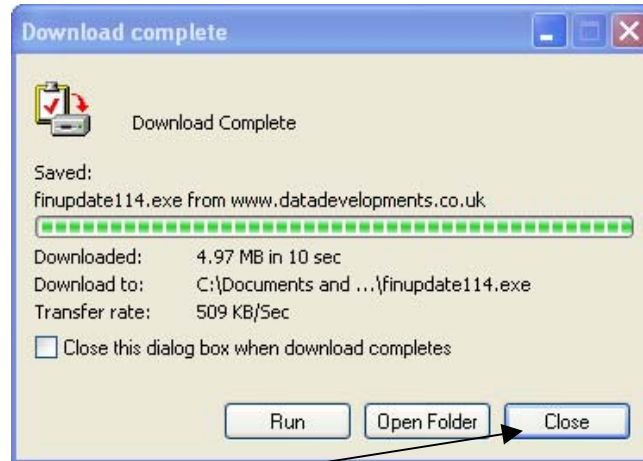 Download complete
Download Complete
Saved:
finupdate114.exe from www.datadevelopments.co.uk
Downloaded: 4.97 MB in 10 sec
Download to: C:\Documents and ...\finupdate114.exe
Transfer rate: 509 KB/Sec
Close this dialog box when download completes
Run Open Folder Close